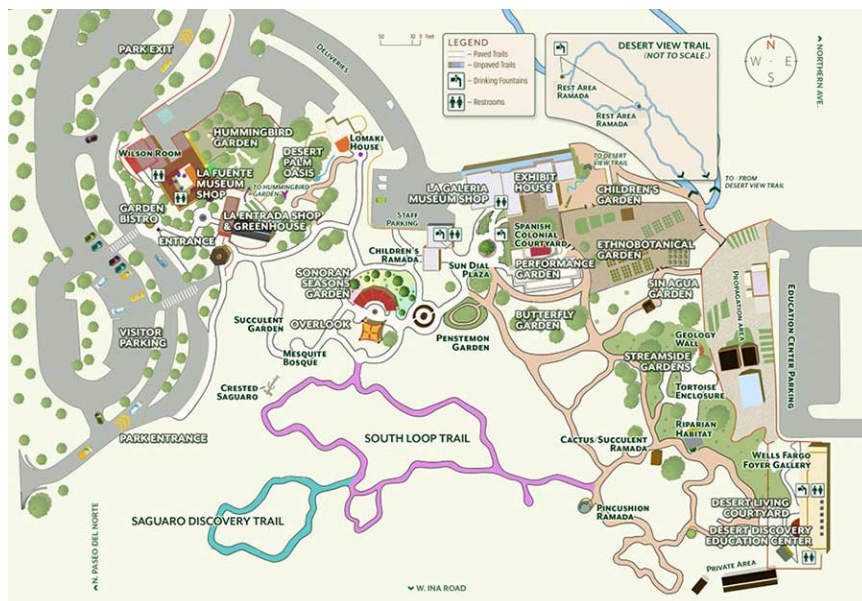 PARK EXIT
DELIVERIES
50 10 0 Feet
LEGEND
Paved Trails
Unpaved Trails
Drinking Fountains
Restrooms
DESERT VIEW TRAIL
(NOT TO SCALE.)
REST AREA
RAMADA
REST AREA
RAMADA
N
W E
S
NORTHERN AVE.
HUMMINGBIRD
GARDEN
WILSON ROOM
LA FUENTE
MUSEUM
SHOP
DESERT
PALM
OASIS
LOMAKI
HOUSE
TO HUMMINGBIRD
GARDEN
GARDEN
BISTRO
LA ENTRADA SHOP
& GREENHOUSE
ENTRANCE
STAFF
PARKING
LA GALERIA
MUSEUM SHOP
EXHIBIT
HOUSE
TO DESERT
VIEW TRAIL
CHILDREN'S
GARDEN
TO - FROM
DESERT VIEW TRAIL
CHILDREN'S
RAMADA
SUN DIAL
PLAZA
SPANISH
COLONIAL
COURTYARD
PERFORMANCE
GARDEN
ETHNOBOTANICAL
GARDEN
SIN AGUA
GARDEN
PROPAGATION AREA
EDUCATION CENTER PARKING
SONORAN
SEASONS
GARDEN
OVERLOOK
SUCCULENT
GARDEN
VISITOR
PARKING
MESQUITE
BOSQUE
PENSTEMON
GARDEN
BUTTERFLY
GARDEN
GEOLOGY
WALL
STREAMSIDE
GARDENS
TORTOISE
ENCLOSURE
CRESTED
SAGUARO
PARK ENTRANCE
SOUTH LOOP TRAIL
CACTUS/SUCCULENT
RAMADA
RIPARIAN
HABITAT
WELLS FARGO
FOYER GALLERY
SAGUARO DISCOVERY TRAIL
PINCUSHION
RAMADA
DESERT LIVING
COURTYARD
DESERT DISCOVERY
EDUCATION CENTER
PRIVATE AREA
N. PASEO DEL NORTE
W. INA ROAD